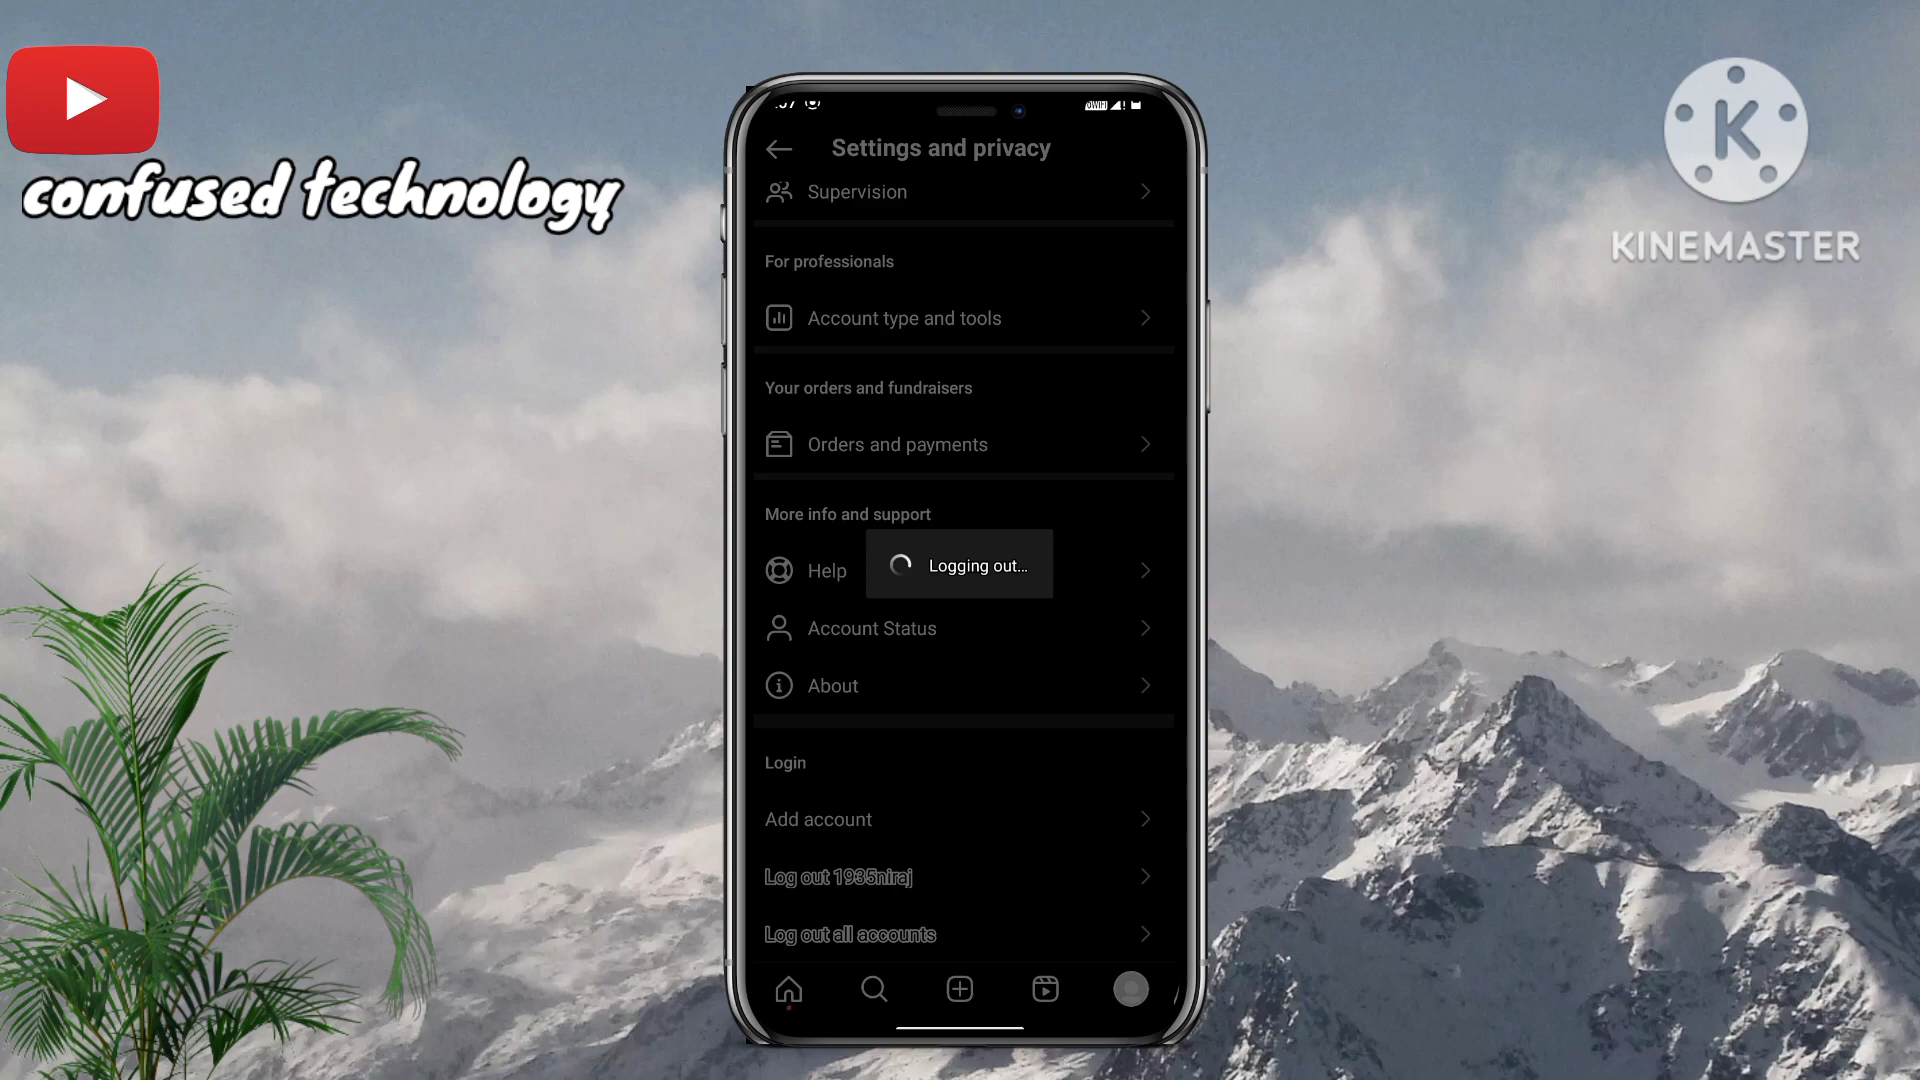 confused technology
KINEMASTER
Settings and privacy
Supervision
For professionals
Account type and tools
Your orders and fundraisers
Orders and payments
More info and support
Help
Logging out...
Account Status
About
Login
Add account
Log out 1935niraj
Log out all accounts